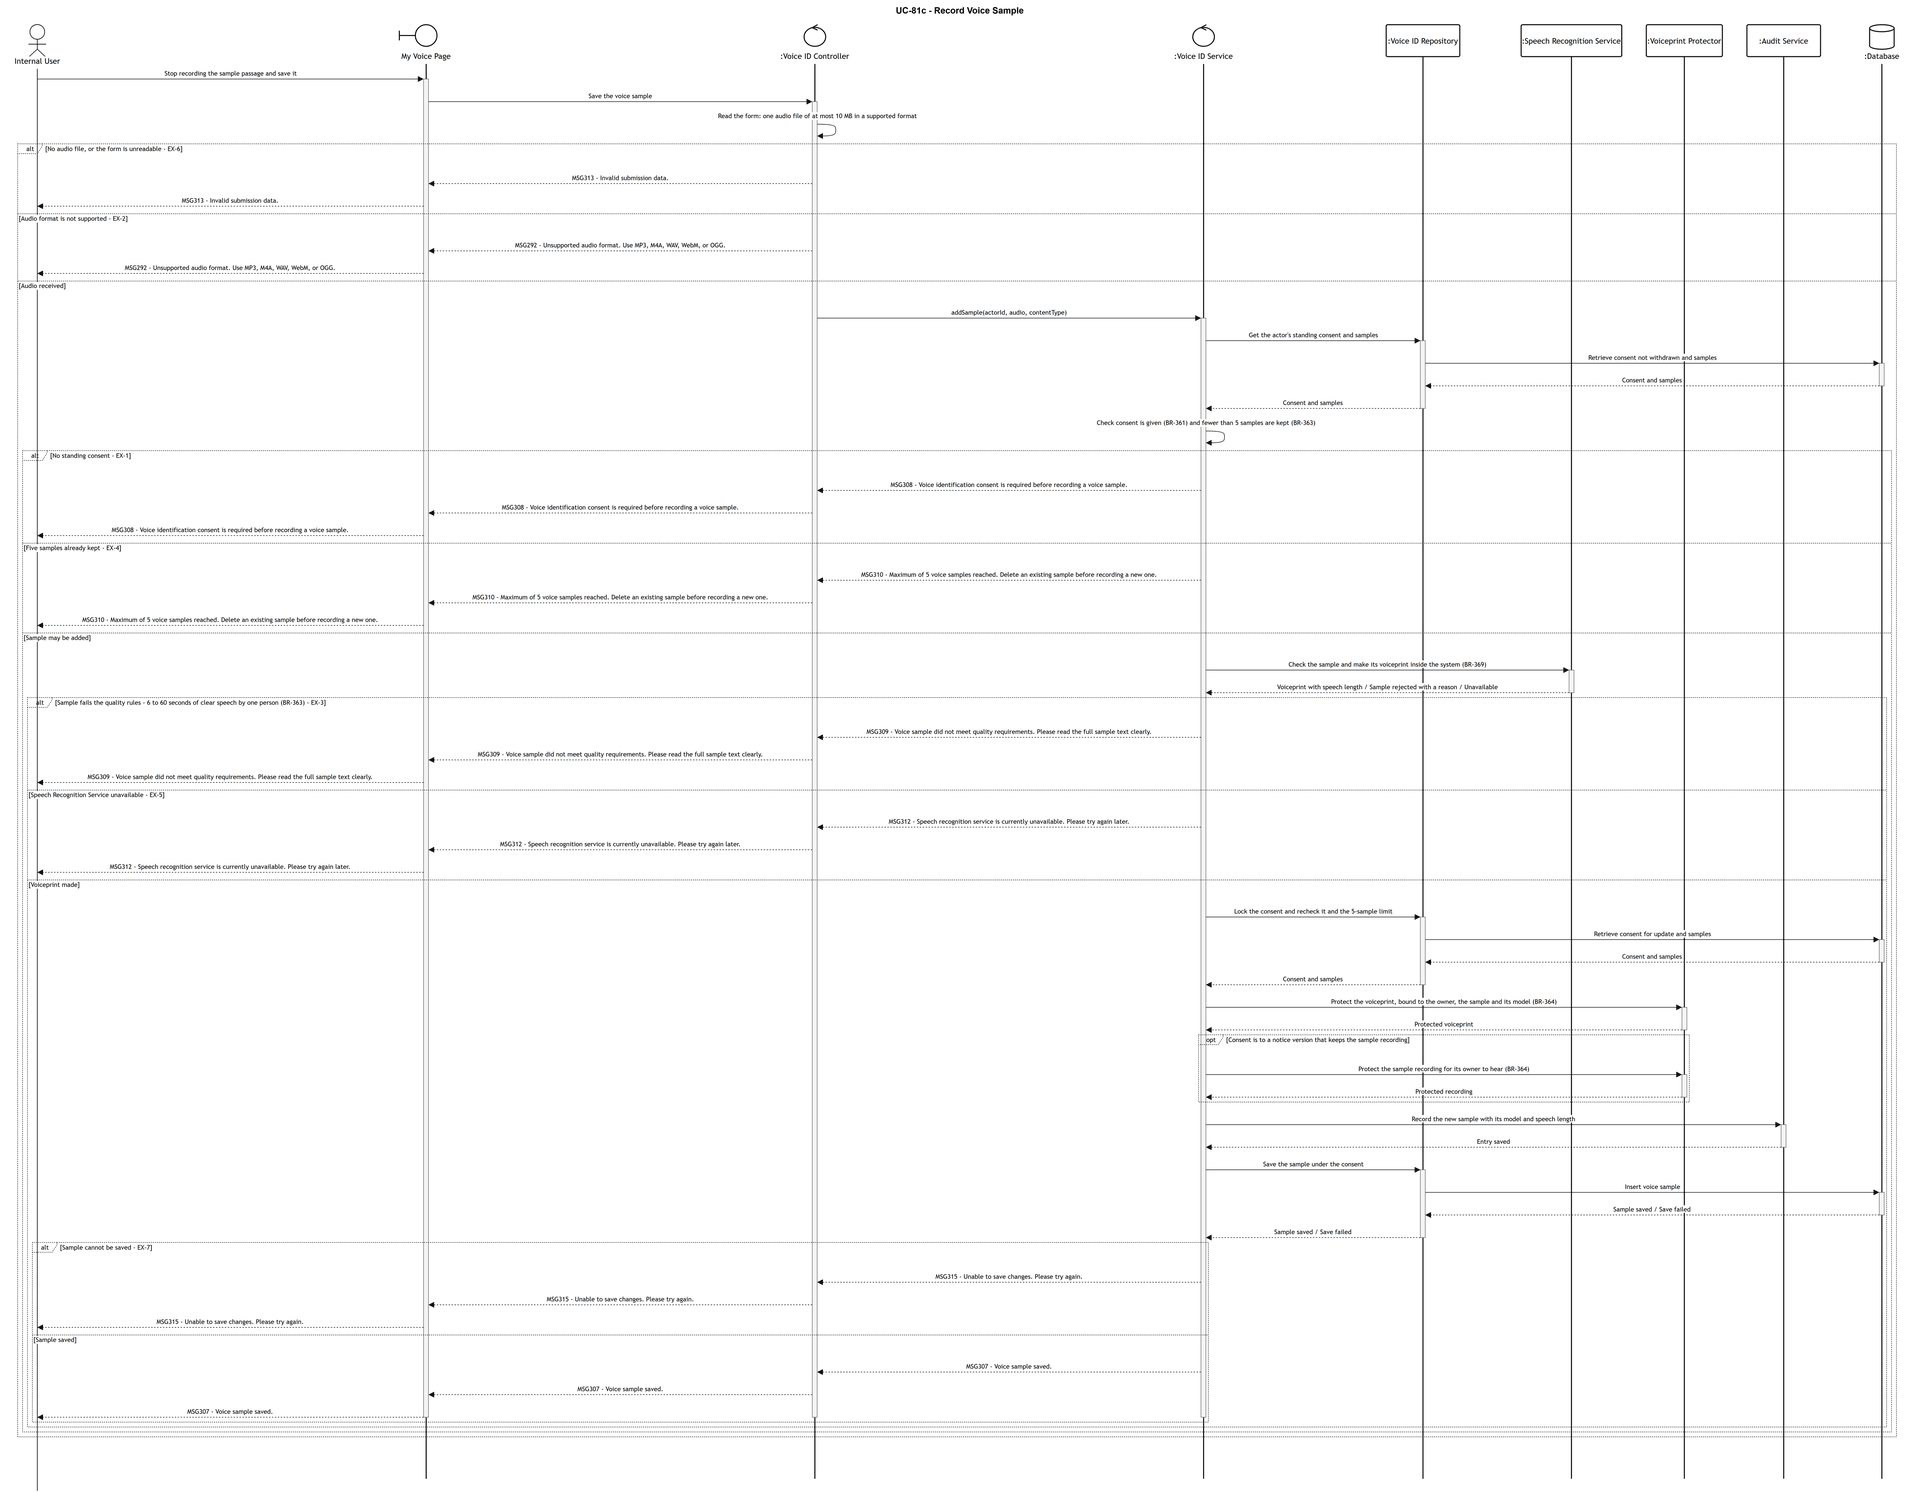 UC-81c - Record Voice Sample
Internal User
My Voice Page
:Voice ID Controller
:Voice ID Service
:Voice ID Repository
:Speech Recognition Service
:Voiceprint Protector
:Audit Service
:Database
Stop recording the sample passage and save it
Save the voice sample
Read the form: one audio file of at most 10 MB in a supported format
alt [No audio file, or the form is unreadable - EX-6]
MSG313 - Invalid submission data.
MSG313 - Invalid submission data.
[Audio format is not supported - EX-2]
MSG292 - Unsupported audio format. Use MP3, M4A, WAV, WebM, or OGG.
MSG292 - Unsupported audio format. Use MP3, M4A, WAV, WebM, or OGG.
[Audio received]
addSample(actorId, audio, contentType)
Get the actor's standing consent and samples
Retrieve consent not withdrawn and samples
Consent and samples
Consent and samples
Check consent is given (BR-361) and fewer than 5 samples are kept (BR-363)
alt [No standing consent - EX-1]
MSG308 - Voice identification consent is required before recording a voice sample.
MSG308 - Voice identification consent is required before recording a voice sample.
MSG308 - Voice identification consent is required before recording a voice sample.
[Five samples already kept - EX-4]
MSG310 - Maximum of 5 voice samples reached. Delete an existing sample before recording a new one.
MSG310 - Maximum of 5 voice samples reached. Delete an existing sample before recording a new one.
MSG310 - Maximum of 5 voice samples reached. Delete an existing sample before recording a new one.
[Sample may be added]
Check the sample and make its voiceprint inside the system (BR-369)
Voiceprint with speech length / Sample rejected with a reason / Unavailable
alt [Sample fails the quality rules - 6 to 60 seconds of clear speech by one person (BR-363) - EX-3]
MSG309 - Voice sample did not meet quality requirements. Please read the full sample text clearly.
MSG309 - Voice sample did not meet quality requirements. Please read the full sample text clearly.
MSG309 - Voice sample did not meet quality requirements. Please read the full sample text clearly.
[Speech Recognition Service unavailable - EX-5]
MSG312 - Speech recognition service is currently unavailable. Please try again later.
MSG312 - Speech recognition service is currently unavailable. Please try again later.
MSG312 - Speech recognition service is currently unavailable. Please try again later.
[Voiceprint made]
Lock the consent and recheck it and the 5-sample limit
Retrieve consent for update and samples
Consent and samples
Consent and samples
Protect the voiceprint, bound to the owner, the sample and its model (BR-364)
Protected voiceprint
opt [Consent is to a notice version that keeps the sample recording]
Protect the sample recording for its owner to hear (BR-364)
Protected recording
Record the new sample with its model and speech length
Entry saved
Save the sample under the consent
Insert voice sample
Sample saved / Save failed
Sample saved / Save failed
alt [Sample cannot be saved - EX-7]
MSG315 - Unable to save changes. Please try again.
MSG315 - Unable to save changes. Please try again.
MSG315 - Unable to save changes. Please try again.
[Sample saved]
MSG307 - Voice sample saved.
MSG307 - Voice sample saved.
MSG307 - Voice sample saved.